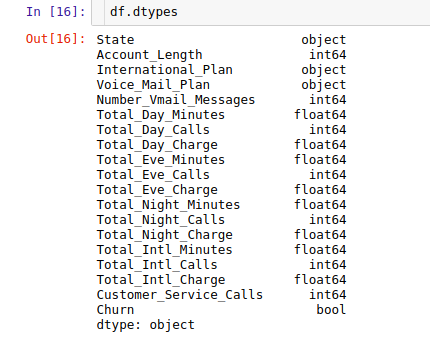 In [16]: df.dtypes
Out[16]: State object
Account_Length int64
International_Plan object
Voice_Mail_Plan object
Number_Vmail_Messages int64
Total_Day_Minutes float64
Total_Day_Calls int64
Total_Day_Charge float64
Total_Eve_Minutes float64
Total_Eve_Calls int64
Total_Eve_Charge float64
Total_Night_Minutes float64
Total_Night_Calls int64
Total_Night_Charge float64
Total_Intl_Minutes float64
Total_Intl_Calls int64
Total_Intl_Charge float64
Customer_Service_Calls int64
Churn bool
dtype: object